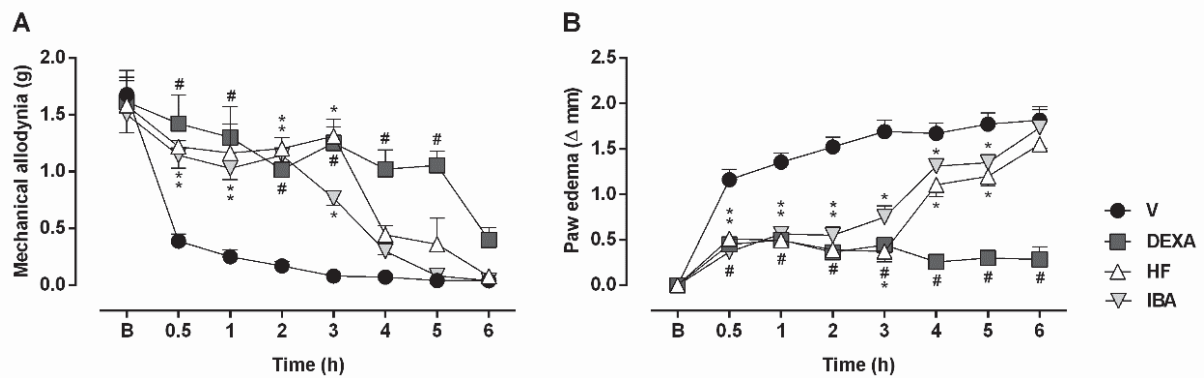 A
B
Mechanical allodynia (g)
2.0
1.5
1.0
0.5
0.0
# # * * * # #
* * * * # # *
B 0.5 1 2 3 4 5 6
Time (h)
Paw edema (Δ mm)
2.5
2.0
1.5
1.0
0.5
0.0
* * * * * * * * *
# # # # * * * # # #
B 0.5 1 2 3 4 5 6
Time (h)
V
DEXA
HF
IBA